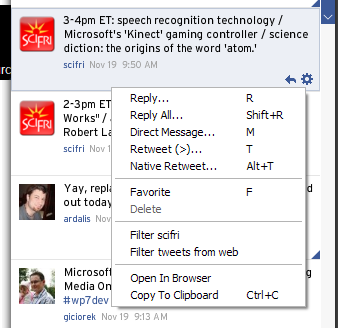 3-4pm ET: speech recognition technology /
Microsoft's 'Kinect' gaming controller / science
diction: the origins of the word 'atom.'
SCIFRI
scifri Nov 19 9:50 AM
Reply... R
Reply All... Shift+R
Direct Message... M
Retweet (>)... T
Native Retweet... Alt+T
Favorite F
Delete
Filter scifri
Filter tweets from web
Open In Browser
Copy To Clipboard Ctrl+C
2-3pm ET
Works" /
Robert La
SCIFRI
scifri Nov
Yay, repla
out today
ardalis Nov
Microsoft
Media On
#wp7dev
giciorek Nov 19 9:13 AM